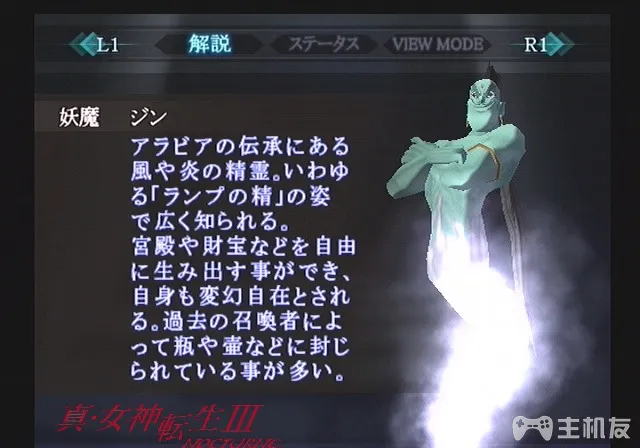 L1 解説 ステータス VIEW MODE R1
妖魔 ジン
アラビアの伝承にある
風や炎の精霊。いわゆ
る「ランプの精」の姿
で広く知られる。
宮殿や財宝などを自由
に生み出す事ができ、
自身も変幻自在とされ
る。過去の召喚者によ
って瓶や壷などに封じ
られている事が多い。
真・女神転生III
NOCTURNE
主机友